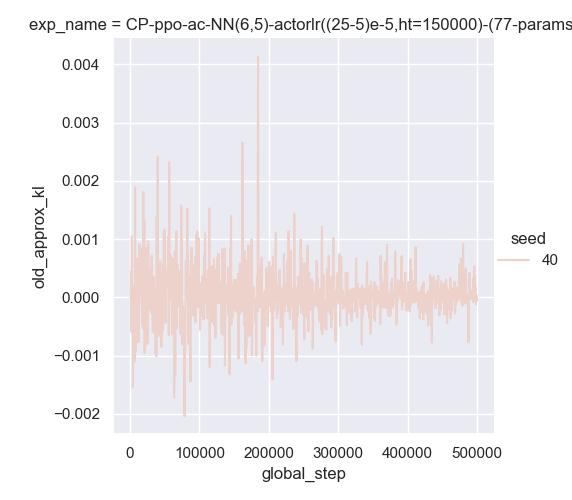 exp_name = CP-ppo-ac-NN(6,5)-actorlr((25-5)e-5,ht=150000)-(77-params
0.004
0.003
0.002
0.001
0.000
−0.001
−0.002
old_approx_kl
0 100000 200000 300000 400000 500000
global_step
seed
40